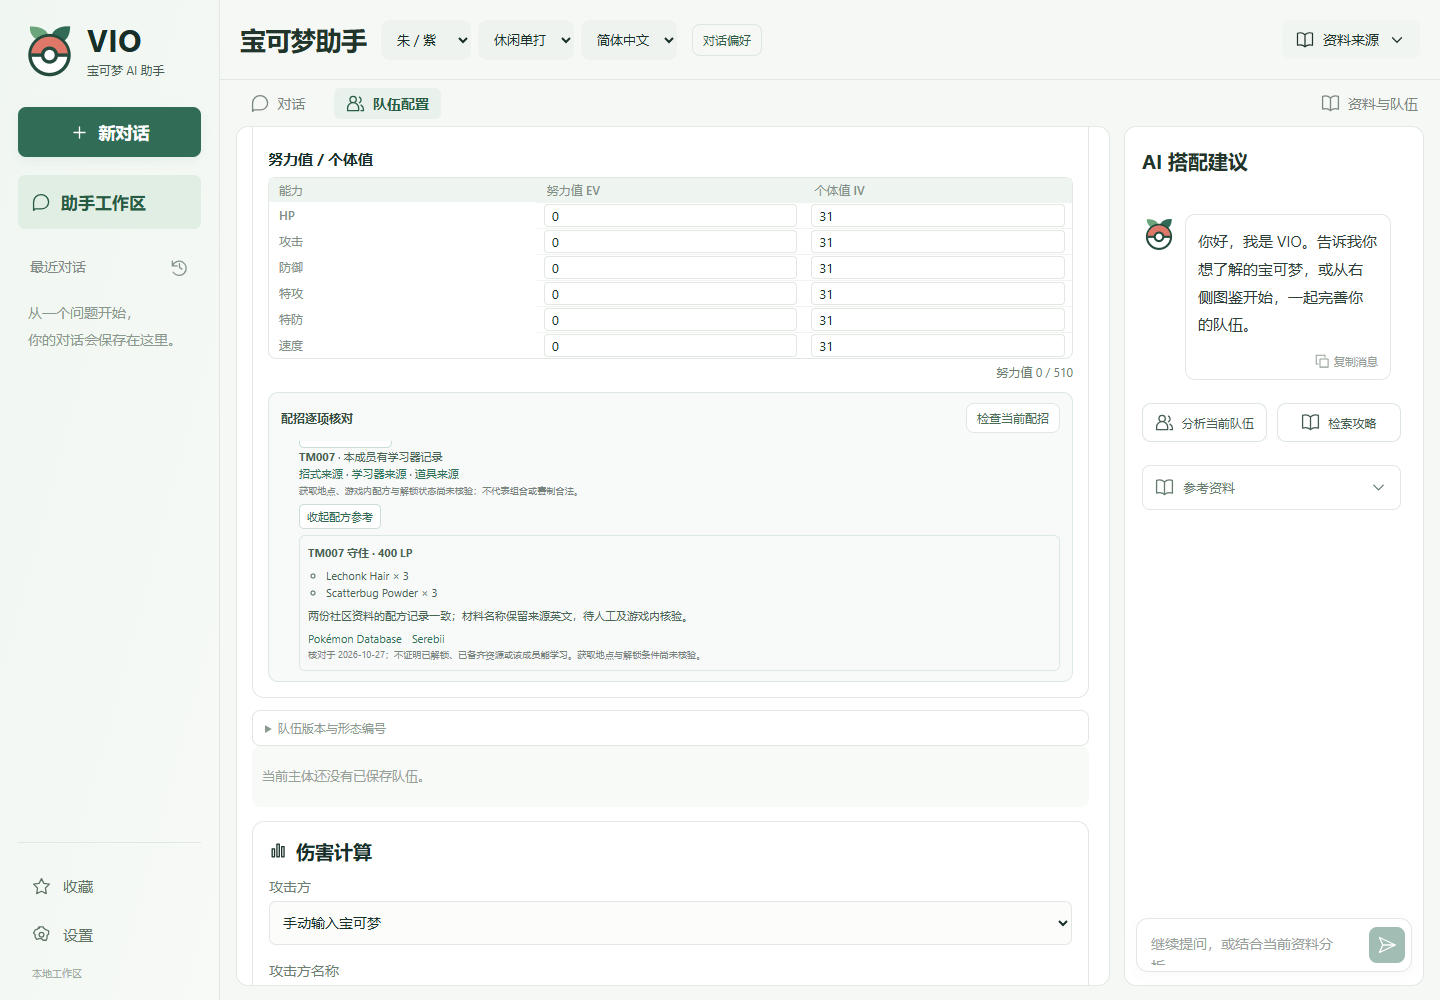 VIO
宝可梦 AI 助手
新对话
助手工作区
最近对话
从一个问题开始，
你的对话会保存在这里。
收藏
设置
本地工作区
宝可梦助手
朱 / 紫
休闲单打
简体中文
对话偏好
资料来源
对话
队伍配置
资料与队伍
努力值 / 个体值
能力 努力值 EV 个体值 IV
HP 0 31
攻击 0 31
防御 0 31
特攻 0 31
特防 0 31
速度 0 31
努力值 0 / 510
配招逐项核对
检查当前配招
TM007 · 本成员有学习器记录
招式来源 · 学习器来源 · 道具来源
获取地点、游戏内配方与解锁状态尚未核验；不代表组合或赛制合法。
收起配方参考
TM007 守住 · 400 LP
Lechonk Hair × 3
Scatterbug Powder × 3
两份社区资料的配方记录一致；材料名称保留来源英文，待人工及游戏内核验。
Pokémon Database Serebii
核对于 2026-10-27；不证明已解锁、已备齐资源或该成员能学习。获取地点与解锁条件尚未核验。
队伍版本与形态编号
当前主体还没有已保存队伍。
伤害计算
攻击方
手动输入宝可梦
攻击方名称
AI 搭配建议
你好，我是 VIO。告诉我你
想了解的宝可梦，或从右
侧图鉴开始，一起完善你
的队伍。
复制消息
分析当前队伍
检索攻略
参考资料
继续提问，或结合当前资料分
析